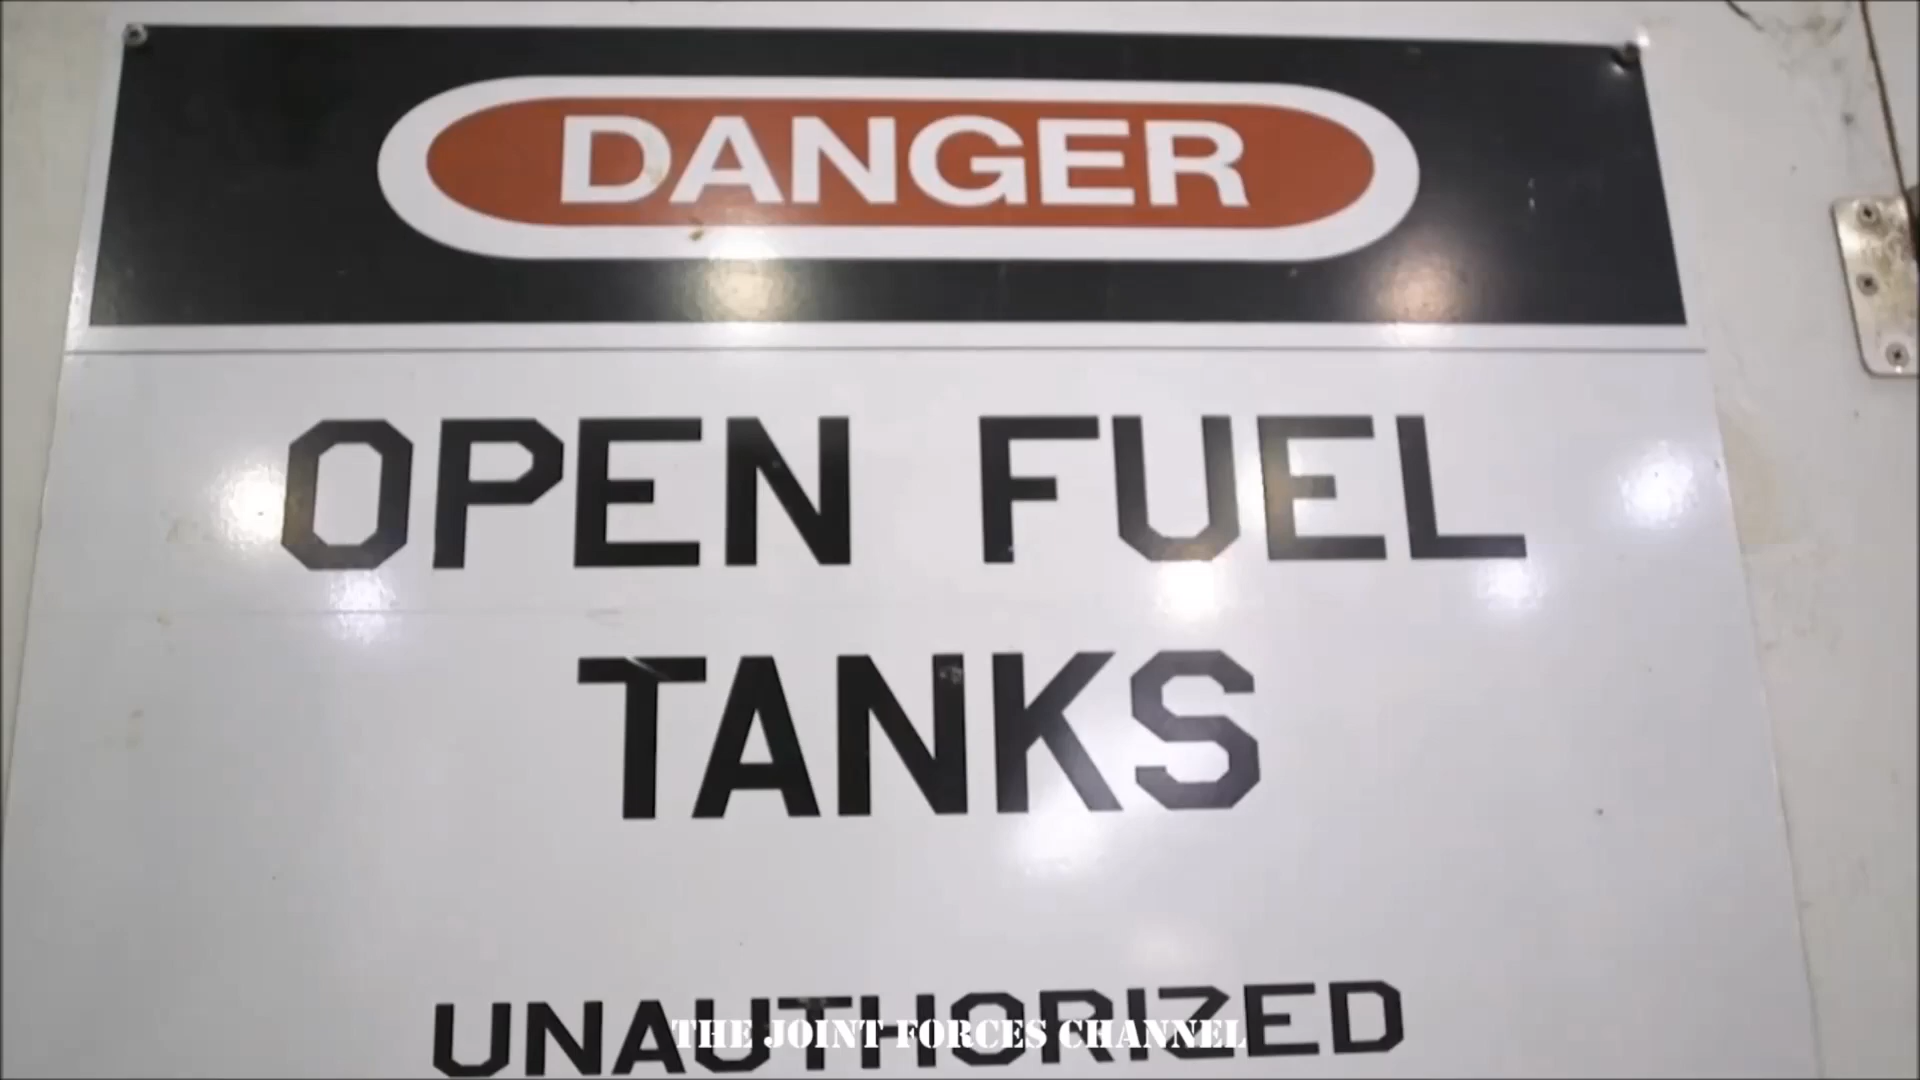 DANGER
OPEN FUEL
TANKS
UNAUTHORIZED
THE JOINT FORCES CHANNEL